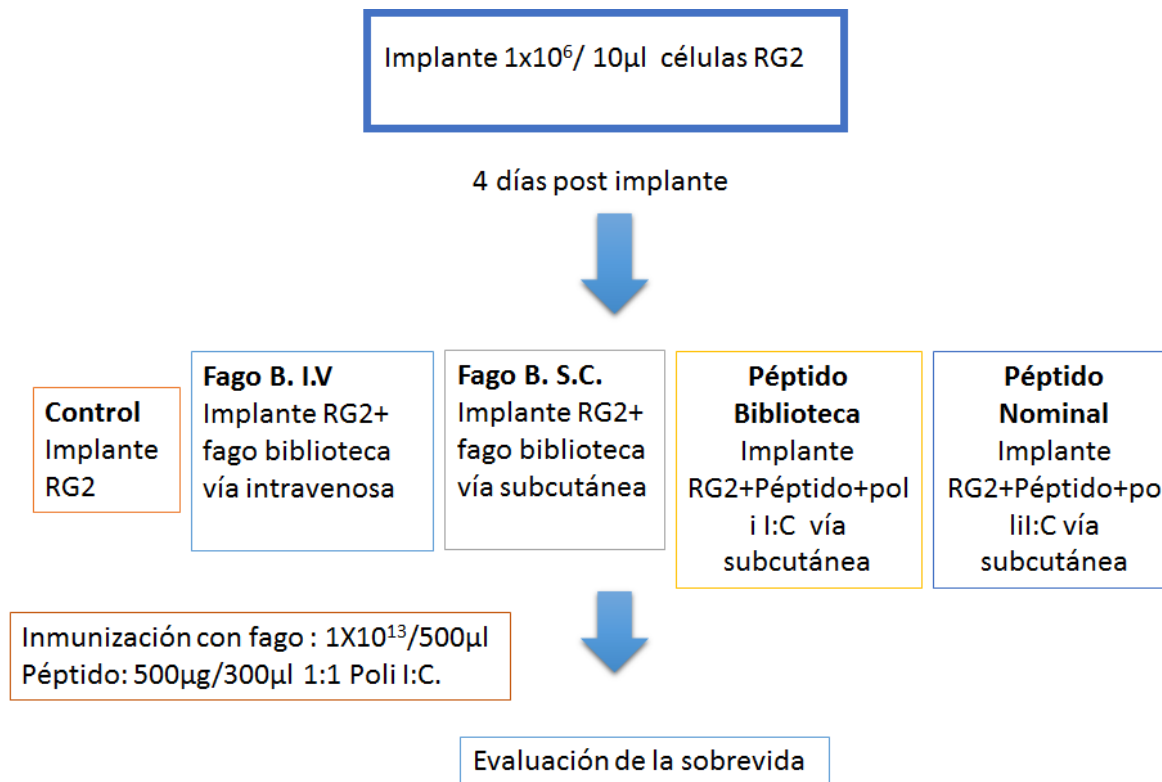 Implante 1x10⁶/ 10µl células RG2
4 días post implante
Control
Implante
RG2
Fago B. I.V
Implante RG2+
fago biblioteca
vía intravenosa
Fago B. S.C.
Implante RG2+
fago biblioteca
vía subcutánea
Péptido
Biblioteca
Implante
RG2+Péptido+pol
i I:C vía
subcutánea
Péptido
Nominal
Implante
RG2+Péptido+po
liI:C vía
subcutánea
Inmunización con fago : 1X10¹³/500µl
Péptido: 500µg/300µl 1:1 Poli I:C.
Evaluación de la sobrevida